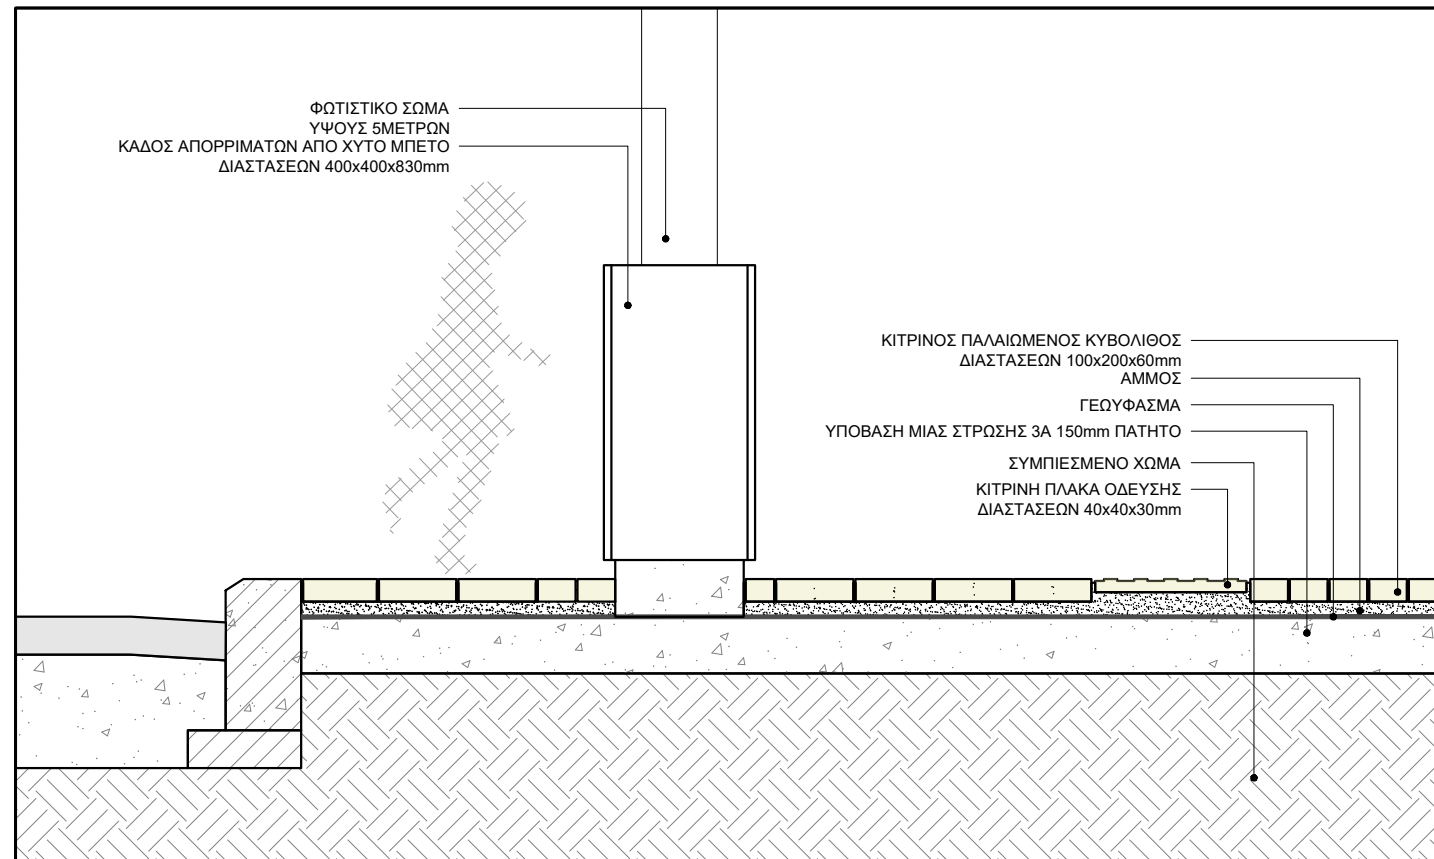 ΦΩΤΙΣΤΙΚΟ ΣΩΜΑ
ΥΨΟΥΣ 5ΜΕΤΡΩΝ
ΚΑΔΟΣ ΑΠΟΡΡΙΜΑΤΩΝ ΑΠΟ ΧΥΤΟ ΜΠΕΤΟ
ΔΙΑΣΤΑΣΕΩΝ 400x400x830mm
ΚΙΤΡΙΝΟΣ ΠΑΛΑΙΩΜΕΝΟΣ ΚΥΒΟΛΙΘΟΣ
ΔΙΑΣΤΑΣΕΩΝ 100x200x60mm
ΑΜΜΟΣ
ΓΕΩΥΦΑΣΜΑ
ΥΠΟΒΑΣΗ ΜΙΑΣ ΣΤΡΩΣΗΣ 3Α 150mm ΠΑΤΗΤΟ
ΣΥΜΠΙΕΣΜΕΝΟ ΧΩΜΑ
ΚΙΤΡΙΝΗ ΠΛΑΚΑ ΟΔΕΥΣΗΣ
ΔΙΑΣΤΑΣΕΩΝ 40x40x30mm